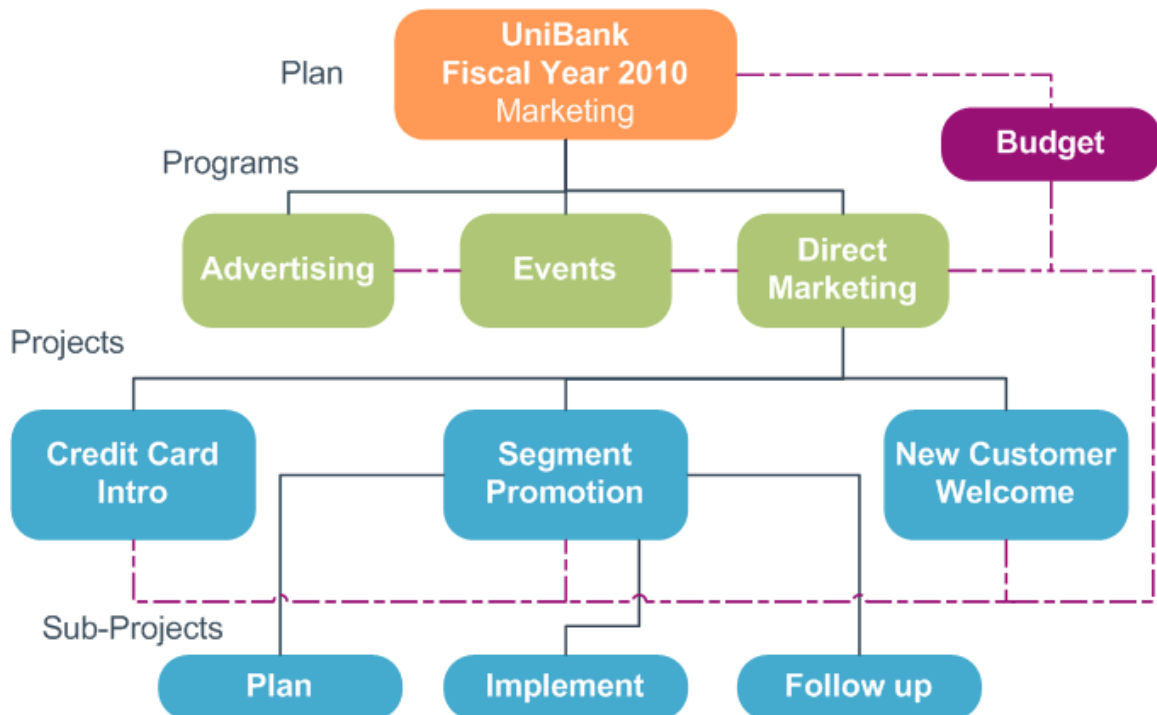 UniBank
Fiscal Year 2010
Marketing
Plan
Budget
Programs
Advertising
Events
Direct
Marketing
Projects
Credit Card
Intro
Segment
Promotion
New Customer
Welcome
Sub-Projects
Plan
Implement
Follow up